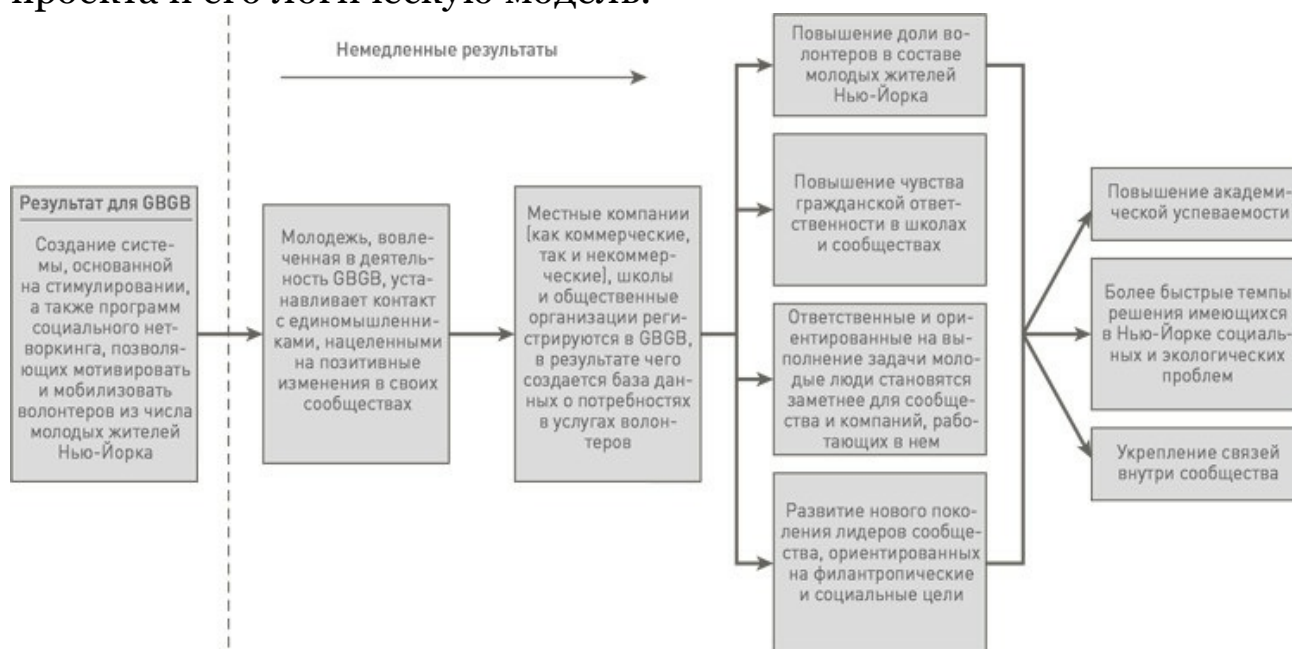 проекта и его логическую модель.
Немедленные результаты
Результат для GBGB
Создание систе-
мы, основанной
на стимулировании,
а также программ
социального нет-
воркинга, позволя-
ющих мотивировать
и мобилизовать
волонтеров из числа
молодых жителей
Нью-Йорка
Молодежь, вовле-
ченная в деятель-
ность GBGB, уста-
навливает контакт
с единомышленни-
ками, нацеленными
на позитивные
изменения в своих
сообществах
Местные компании
(как коммерческие,
так и некоммер-
ческие), школы
и общественные
организации реги-
стрируются в GBGB,
в результате чего
создается база дан-
ных о потребностях
в услугах волон-
теров
Повышение доли во-
лонтеров в составе
молодых жителей
Нью-Йорка
Повышение чувства
гражданской ответ-
ственности в школах
и сообществах
Ответственные и ори-
ентированные на вы-
полнение задачи моло-
дые люди становятся
заметнее для сообще-
ства и компаний, рабо-
тающих в нем
Развитие нового поко-
ления лидеров сообще-
ства, ориентированных
на филантропические
и социальные цели
Повышение академи-
ческой успеваемости
Более быстрые темпы
решения имеющихся
в Нью-Йорке социаль-
ных и экологических
проблем
Укрепление связей
внутри сообщества